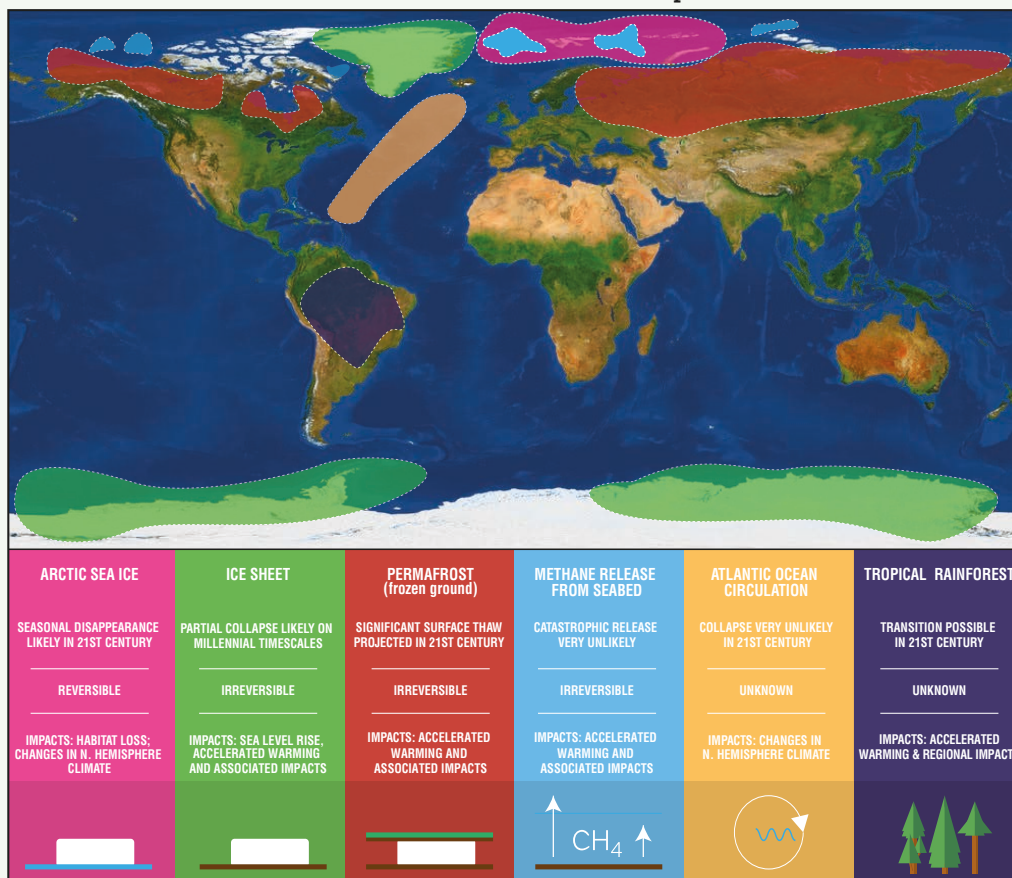 ARCTIC SEA ICE
SEASONAL DISAPPEARANCE
LIKELY IN 21ST CENTURY
REVERSIBLE
IMPACTS: HABITAT LOSS;
CHANGES IN N. HEMISPHERE
CLIMATE
ICE SHEET
PARTIAL COLLAPSE LIKELY ON
MILLENNIAL TIMESCALES
IRREVERSIBLE
IMPACTS: SEA LEVEL RISE,
ACCELERATED WARMING
AND ASSOCIATED IMPACTS
PERMAFROST
(frozen ground)
SIGNIFICANT SURFACE THAW
PROJECTED IN 21ST CENTURY
IRREVERSIBLE
IMPACTS: ACCELERATED
WARMING AND
ASSOCIATED IMPACTS
METHANE RELEASE
FROM SEABED
CATASTROPHIC RELEASE
VERY UNLIKELY
IRREVERSIBLE
IMPACTS: ACCELERATED
WARMING AND
ASSOCIATED IMPACTS
CH₄
ATLANTIC OCEAN
CIRCULATION
COLLAPSE VERY UNLIKELY
IN 21ST CENTURY
UNKNOWN
IMPACTS: CHANGES IN
N. HEMISPHERE CLIMATE
TROPICAL RAINFOREST
TRANSITION POSSIBLE
IN 21ST CENTURY
UNKNOWN
IMPACTS: ACCELERATED
WARMING & REGIONAL IMPACT